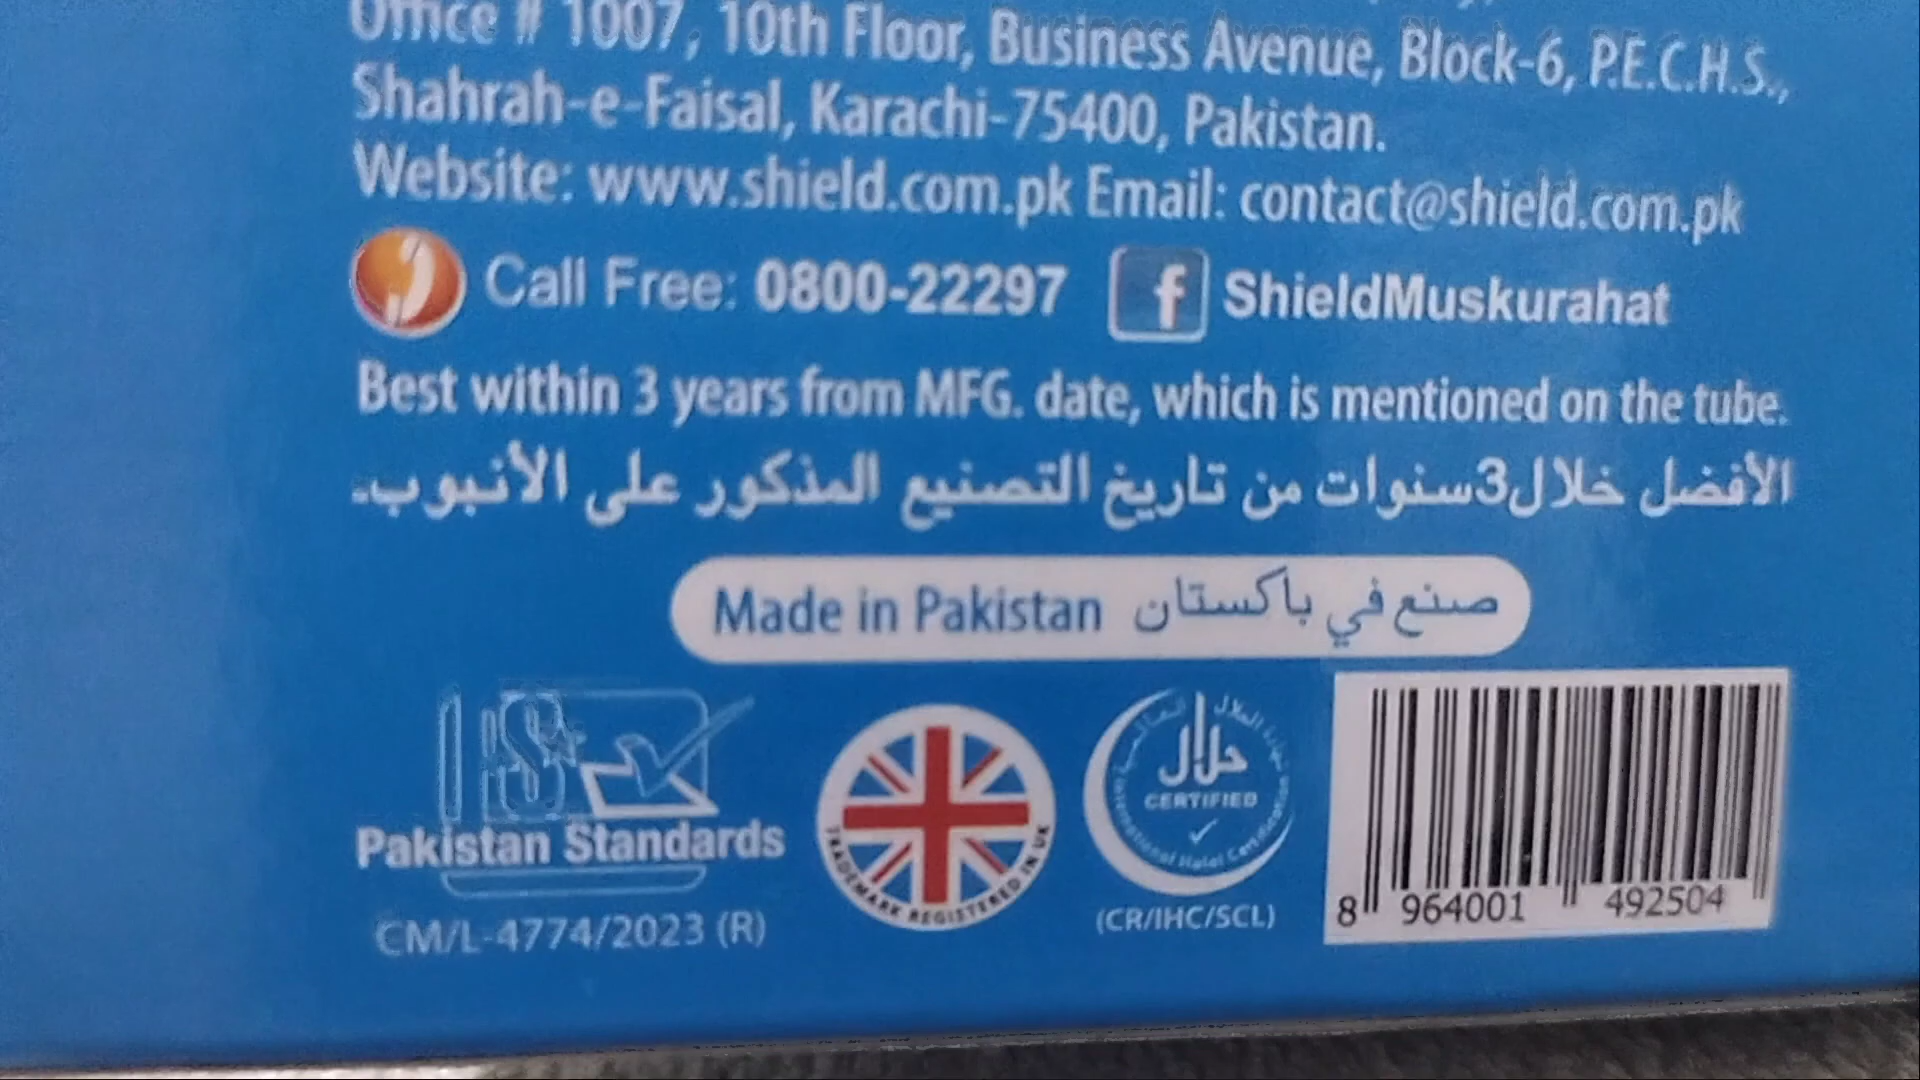 Office # 1007, 10th Floor, Business Avenue, Block-6, P.E.C.H.S.,
Shahrah-e-Faisal, Karachi-75400, Pakistan.
Website: www.shield.com.pk Email: contact@shield.com.pk
Call Free: 0800-22297 f ShieldMuskurahat
Best within 3 years from MFG. date, which is mentioned on the tube.
الأفضل خلال3سنوات من تاريخ التصنيع المذكور على الأنبوب.
Made in Pakistan صنع في باكستان
Pakistan Standards
CM/L-4774/2023 (R)
TRADEMARK REGISTERED IN UK
حلال
CERTIFIED
International Halal Certification
(CR/IHC/SCL)
8 964001 492504